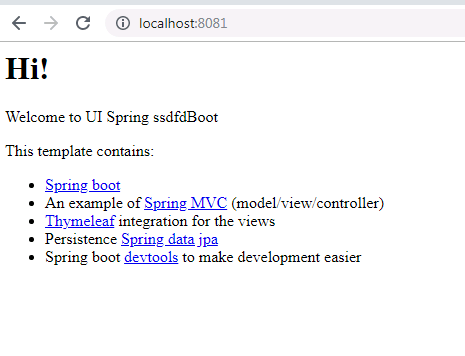 localhost:8081
Hi!
Welcome to UI Spring ssdfdBoot
This template contains:
Spring boot
An example of Spring MVC (model/view/controller)
Thymeleaf integration for the views
Persistence Spring data jpa
Spring boot devtools to make development easier